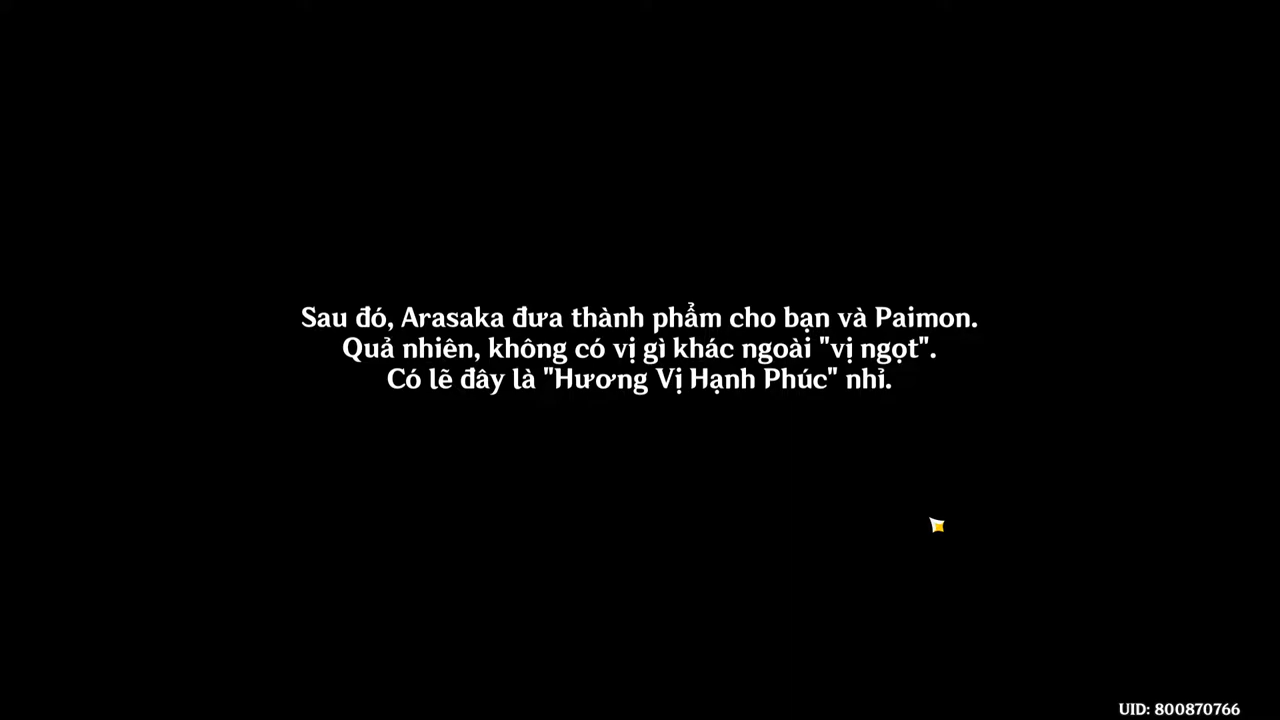 Sau đó, Arasaka đưa thành phẩm cho bạn và Paimon.
Quả nhiên, không có vị gì khác ngoài "vị ngọt".
Có lẽ đây là "Hương Vị Hạnh Phúc" nhỉ.
UID: 800870766